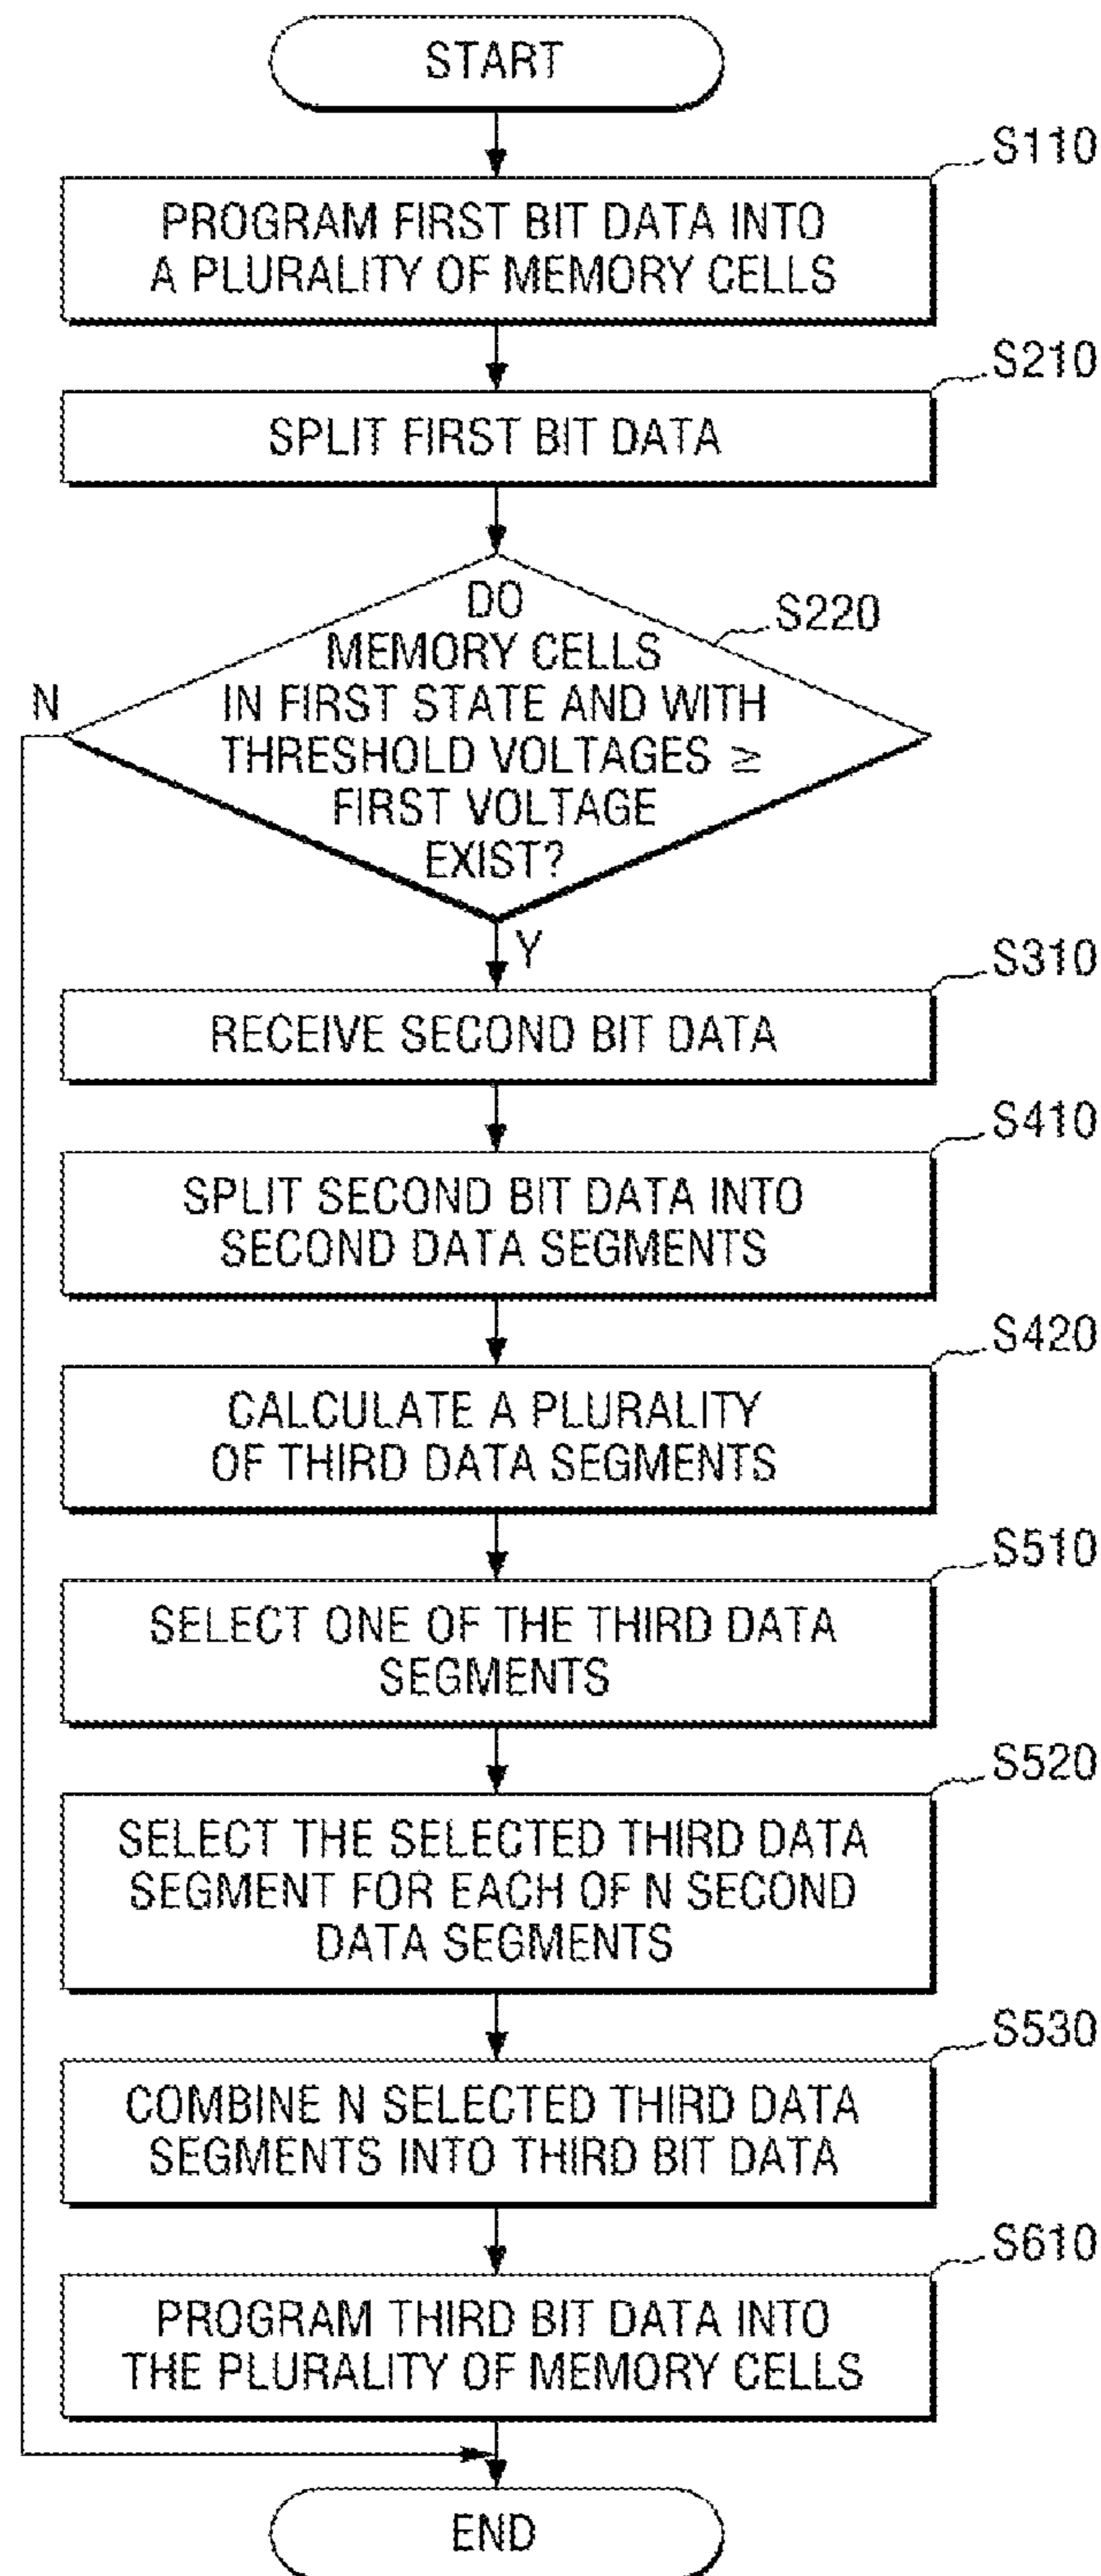 START
S110
PROGRAM FIRST BIT DATA INTO
A PLURALITY OF MEMORY CELLS
S210
SPLIT FIRST BIT DATA
S220
DO
MEMORY CELLS
IN FIRST STATE AND WITH
THRESHOLD VOLTAGES ≥
FIRST VOLTAGE
EXIST?
N
Y
S310
RECEIVE SECOND BIT DATA
S410
SPLIT SECOND BIT DATA INTO
SECOND DATA SEGMENTS
S420
CALCULATE A PLURALITY
OF THIRD DATA SEGMENTS
S510
SELECT ONE OF THE THIRD DATA
SEGMENTS
S520
SELECT THE SELECTED THIRD DATA
SEGMENT FOR EACH OF N SECOND
DATA SEGMENTS
S530
COMBINE N SELECTED THIRD DATA
SEGMENTS INTO THIRD BIT DATA
S610
PROGRAM THIRD BIT DATA INTO
THE PLURALITY OF MEMORY CELLS
END